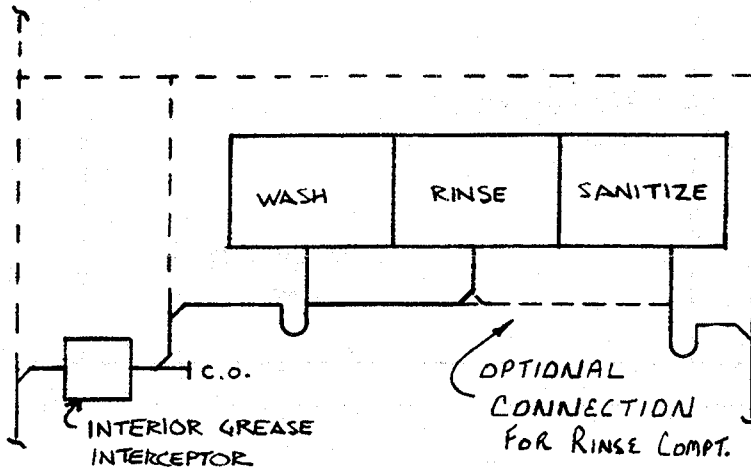 WASH
RINSE
SANITIZE
C.O.
OPTIONAL
CONNECTION
FOR RINSE COMPT.
INTERIOR GREASE
INTERCEPTOR